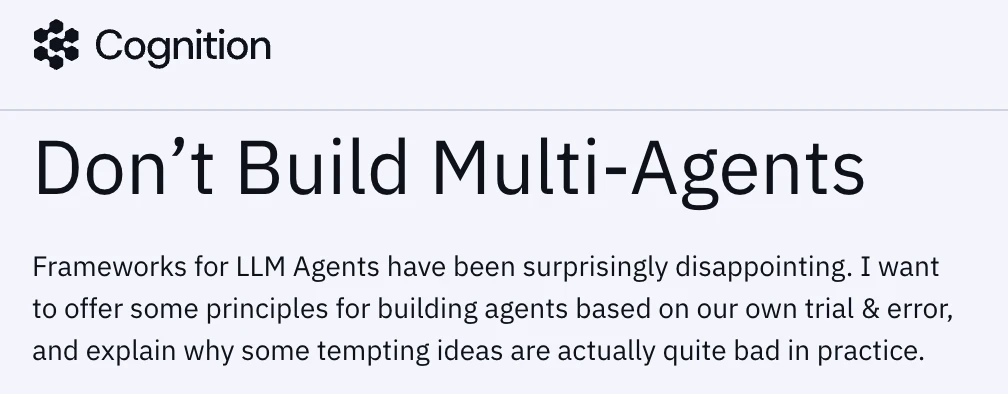 Cognition
Don’t Build Multi-Agents
Frameworks for LLM Agents have been surprisingly disappointing. I want
to offer some principles for building agents based on our own trial & error,
and explain why some tempting ideas are actually quite bad in practice.